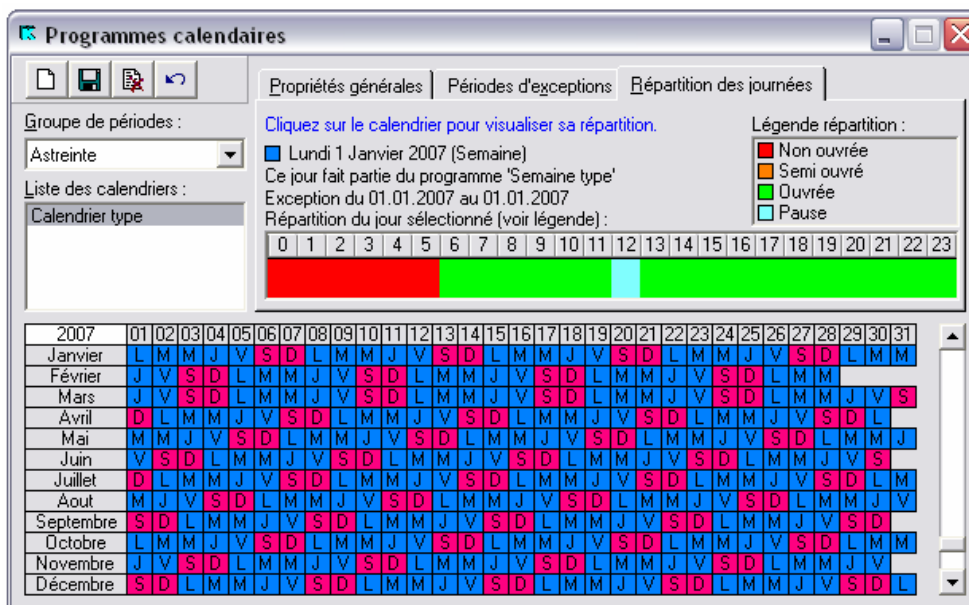 Programmes calendaires
Propriétés générales Périodes d'exceptions Répartition des journées
Groupe de périodes :
Astreinte
Liste des calendriers :
Calendrier type
Cliquez sur le calendrier pour visualiser sa répartition.
Lundi 1 Janvier 2007 (Semaine)
Ce jour fait partie du programme 'Semaine type'
Exception du 01.01.2007 au 01.01.2007
Répartition du jour sélectionné (voir légende) :
Légende répartition :
Non ouvrée
Semi ouvré
Ouvrée
Pause
0 1 2 3 4 5 6 7 8 9 10 11 12 13 14 15 16 17 18 19 20 21 22 23
2007 01 02 03 04 05 06 07 08 09 10 11 12 13 14 15 16 17 18 19 20 21 22 23 24 25 26 27 28 29 30 31
Janvier L M M J V S D L M M J V S D L M M J V S D L M M J V S D L M M
Février J V S D L M M J V S D L M M J V S D L M M J V S D L M M
Mars J V S D L M M J V S D L M M J V S D L M M J V S D L M M J V S
Avril D L M M J V S D L M M J V S D L M M J V S D L M M J V S D L
Mai M M J V S D L M M J V S D L M M J V S D L M M J V S D L M M J
Juin V S D L M M J V S D L M M J V S D L M M J V S D L M M J V S
Juillet D L M M J V S D L M M J V S D L M M J V S D L M M J V S D L M
Aout M J V S D L M M J V S D L M M J V S D L M M J V S D L M M J V
Septembre S D L M M J V S D L M M J V S D L M M J V S D L M M J V S D
Octobre L M M J V S D L M M J V S D L M M J V S D L M M J V S D L M M
Novembre J V S D L M M J V S D L M M J V S D L M M J V S D L M M J V
Décembre S D L M M J V S D L M M J V S D L M M J V S D L M M J V S D L